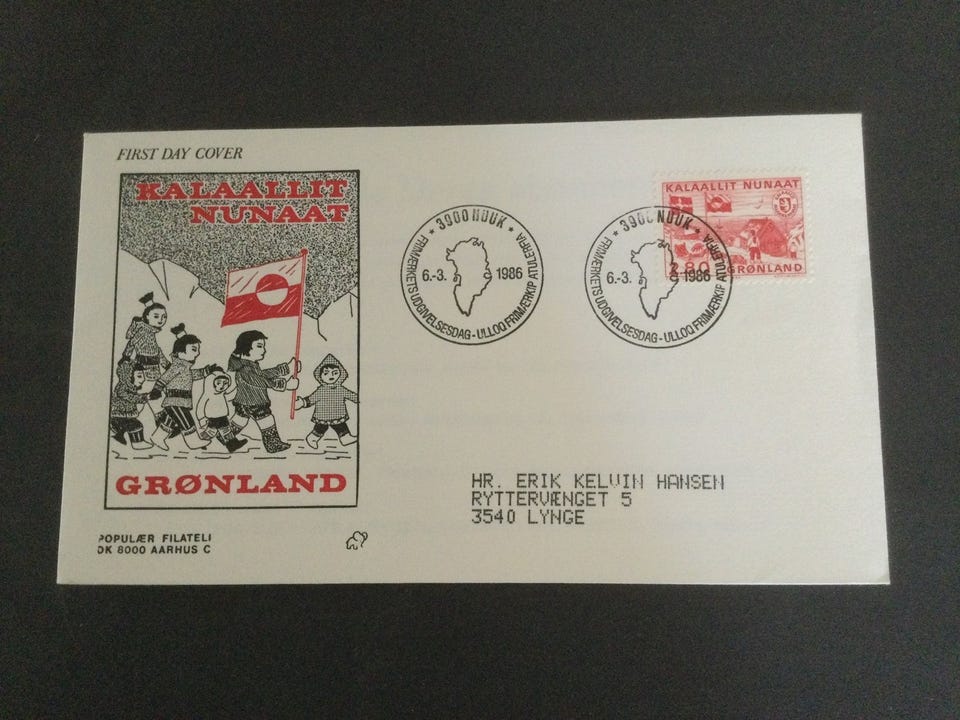 FIRST DAY COVER
KALAALLIT
NUNAAT
GRØNLAND
POPULÆR FILATELI
DK 8000 AARHUS C
★ 3900 NUUK ★
6.-3. 1986
FRIMÆRKETS UDGIVELSESDAG - ULLOQ FRIMÆRKIP ATULERFIA
★ 3900 NUUK ★
6.-3. 1986
FRIMÆRKETS UDGIVELSESDAG - ULLOQ FRIMÆRKIP ATULERFIA
KALAALLIT NUNAAT
GRØNLAND
HR. ERIK KELVIN HANSEN
RYTTERVÆNGET 5
3540 LYNGE